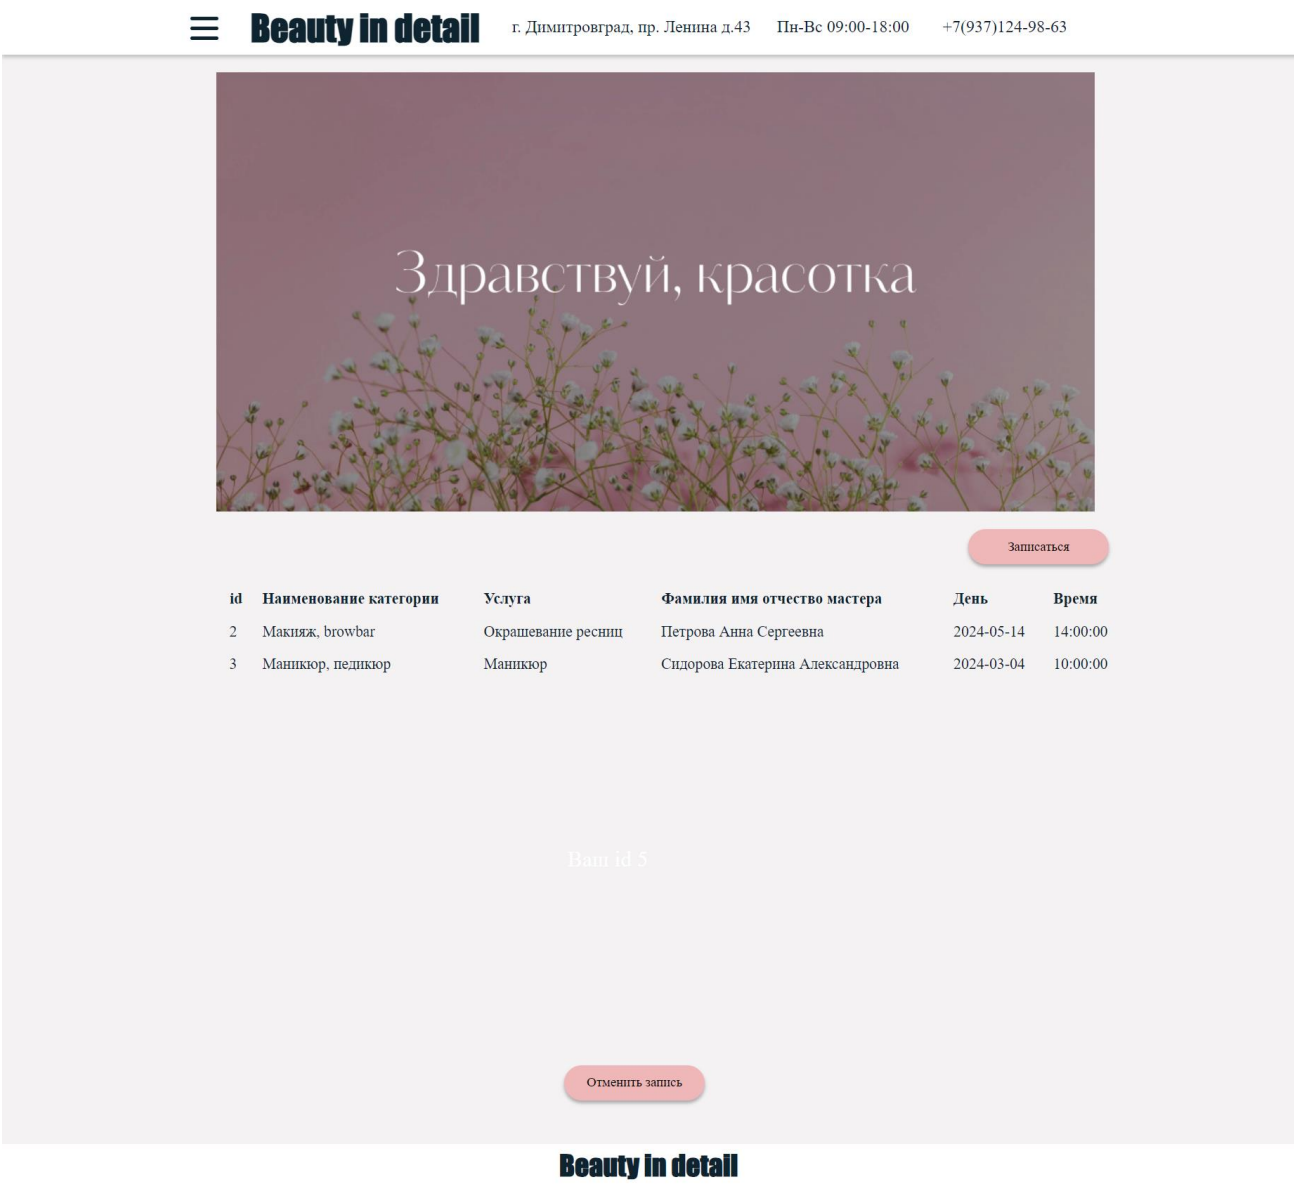 Beauty in detail г. Димитровград, пр. Ленина д.43 Пн-Вс 09:00-18:00 +7(937)124-98-63
Здравствуй, красотка
Записаться
id Наименование категории Услуга Фамилия имя отчество мастера День Время
2 Макияж, browbar Окрашевание ресниц Петрова Анна Сергеевна 2024-05-14 14:00:00
3 Маникюр, педикюр Маникюр Сидорова Екатерина Александровна 2024-03-04 10:00:00
Ваш id 5
Отменить запись
Beauty in detail